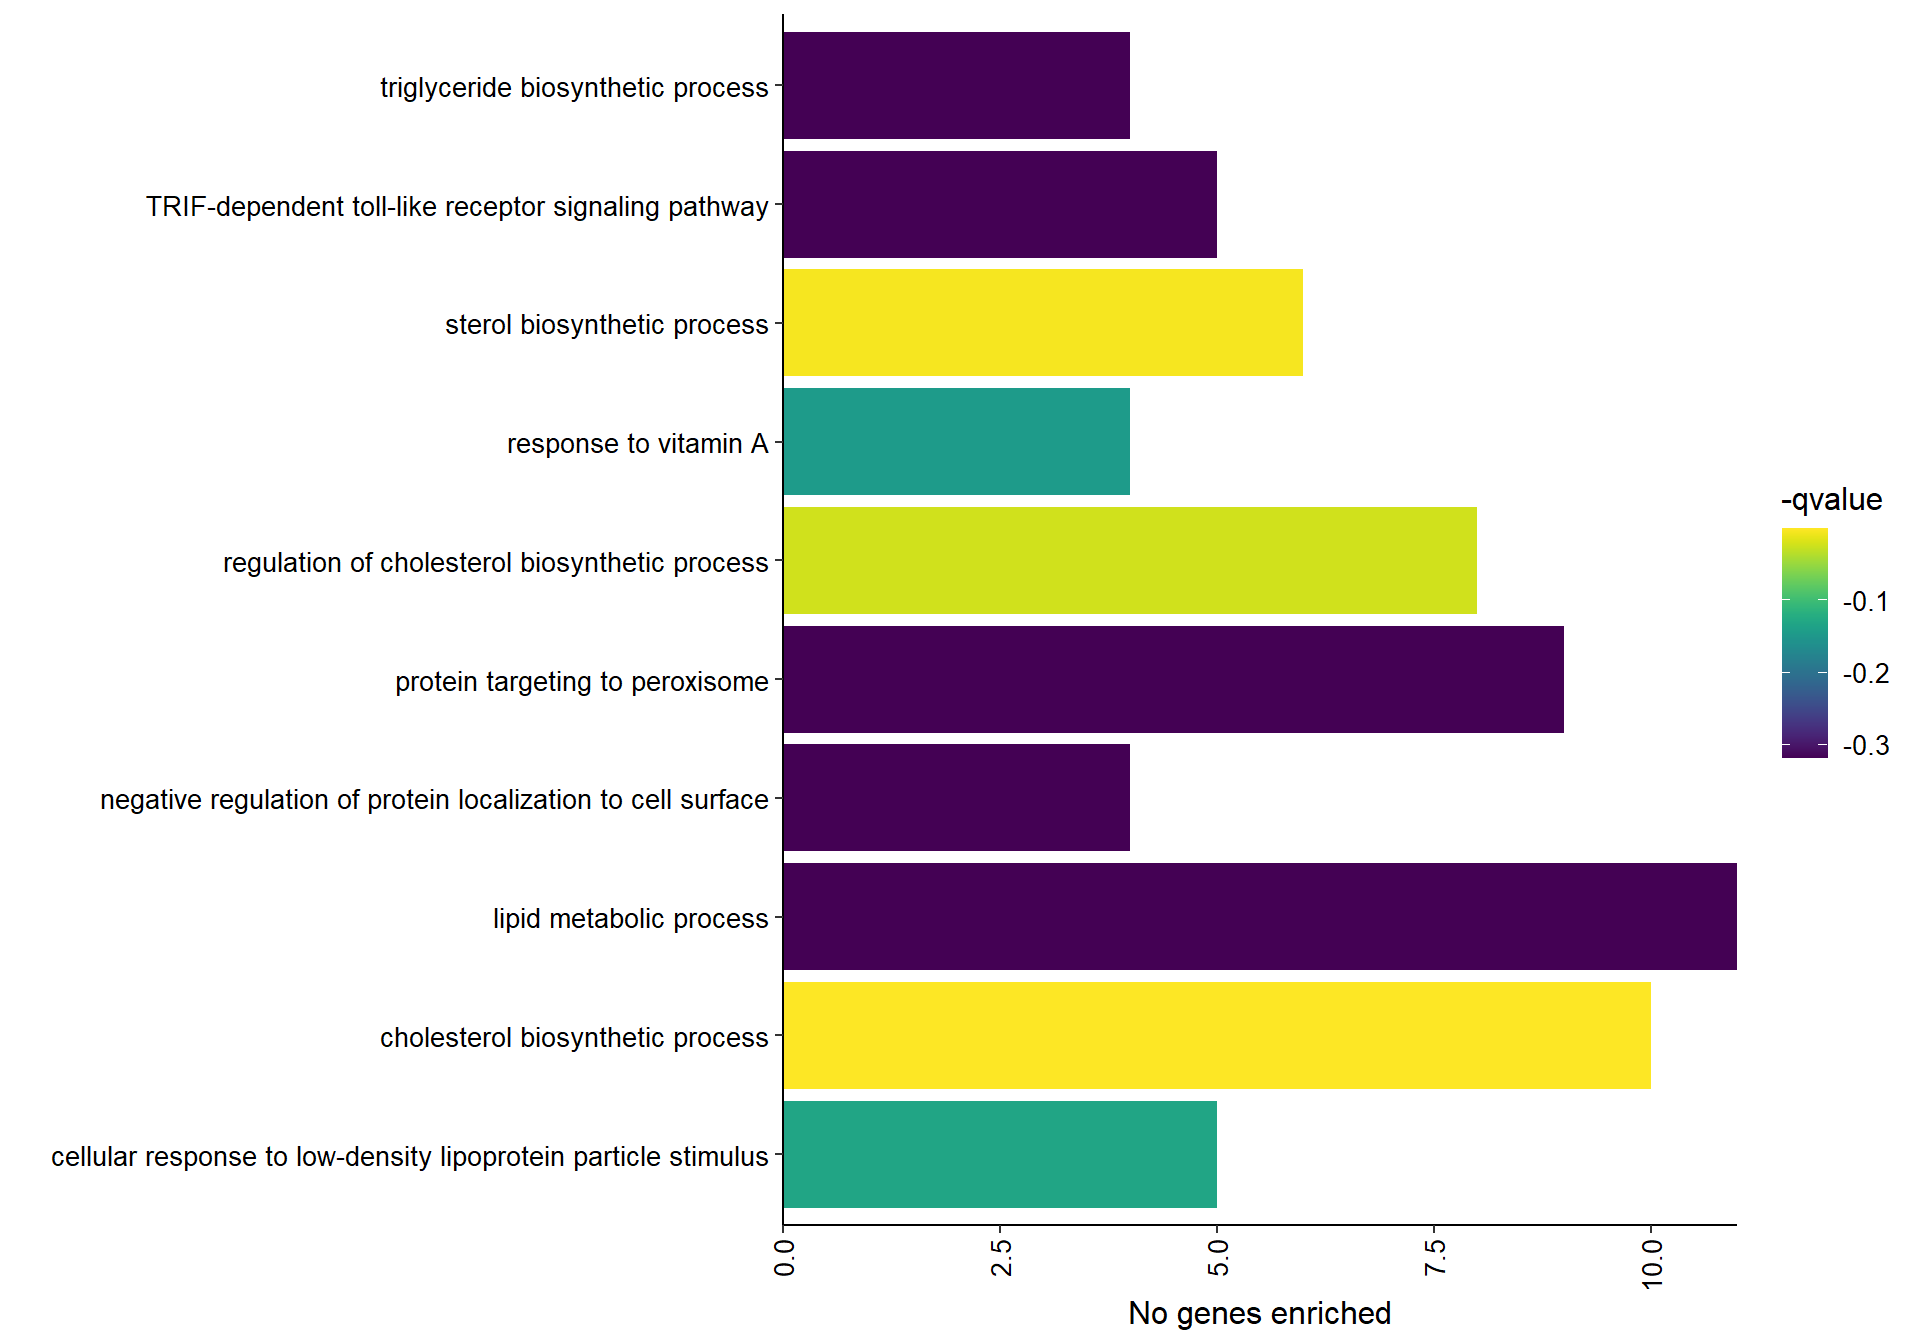 triglyceride biosynthetic process
TRIF-dependent toll-like receptor signaling pathway
sterol biosynthetic process
response to vitamin A
regulation of cholesterol biosynthetic process
protein targeting to peroxisome
negative regulation of protein localization to cell surface
lipid metabolic process
cholesterol biosynthetic process
cellular response to low-density lipoprotein particle stimulus
0.0
2.5
5.0
7.5
10.0
No genes enriched
-qvalue
-0.1
-0.2
-0.3